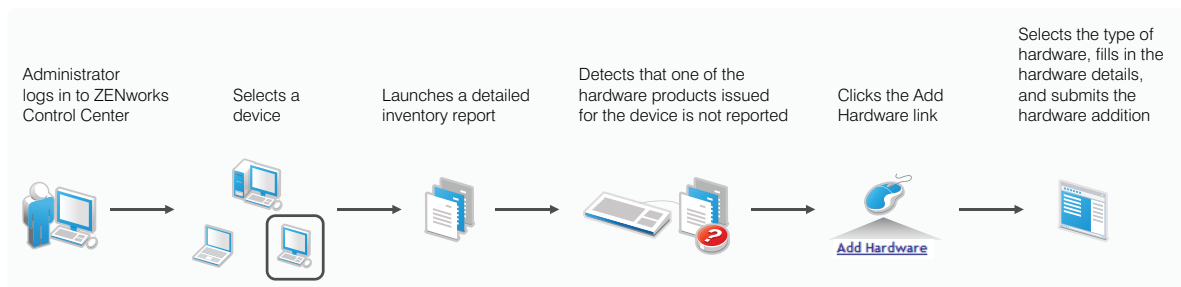 Administrator
logs in to ZENworks
Control Center
Selects a
device
Launches a detailed
inventory report
Detects that one of the
hardware products issued
for the device is not reported
Clicks the Add
Hardware link
Selects the type of
hardware, fills in the
hardware details,
and submits the
hardware addition
?
Add Hardware